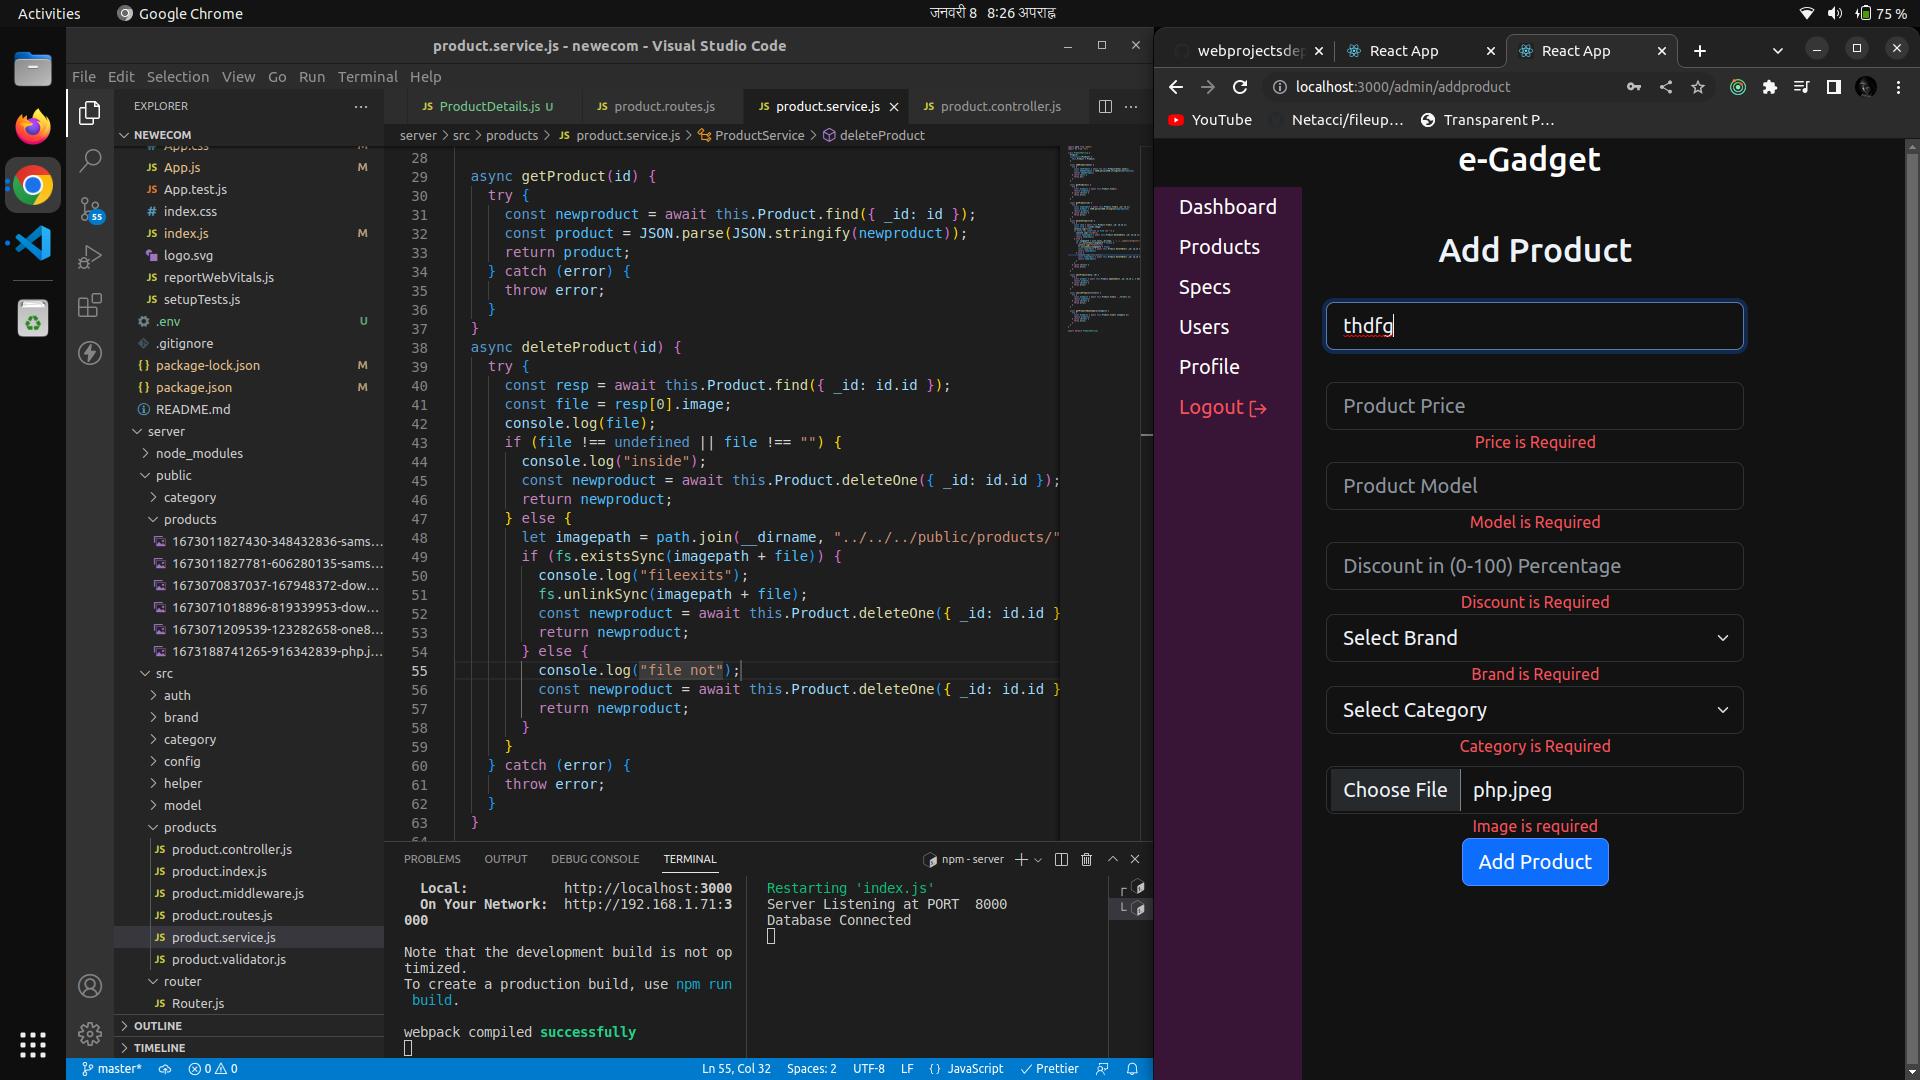 Activities
Google Chrome
जनवरी 8 8:26 अपराह्न
75 %
product.service.js - newecom - Visual Studio Code
File Edit Selection View Go Run Terminal Help
EXPLORER
NEWECOM
App.css M
App.js M
App.test.js
index.css
index.js M
logo.svg
reportWebVitals.js
setupTests.js
.env U
.gitignore
package-lock.json M
package.json M
README.md
server
node_modules
public
category
products
1673011827430-348432836-sams...
1673011827781-606280135-sams...
1673070837037-167948372-dow...
1673071018896-819339953-dow...
1673071209539-123282658-one8...
1673188741265-916342839-php.j...
src
auth
brand
category
config
helper
model
products
product.controller.js
product.index.js
product.middleware.js
product.routes.js
product.service.js
product.validator.js
router
Router.js
OUTLINE
TIMELINE
55
ProductDetails.js U
product.routes.js
product.service.js
product.controller.js
server > src > products > JS product.service.js > ProductService > deleteProduct
28
29 async getProduct(id) {
30 try {
31 const newproduct = await this.Product.find({ _id: id });
32 const product = JSON.parse(JSON.stringify(newproduct));
33 return product;
34 } catch (error) {
35 throw error;
36 }
37 }
38 async deleteProduct(id) {
39 try {
40 const resp = await this.Product.find({ _id: id.id });
41 const file = resp[0].image;
42 console.log(file);
43 if (file !== undefined || file !== "") {
44 console.log("inside");
45 const newproduct = await this.Product.deleteOne({ _id: id.id });
46 return newproduct;
47 } else {
48 let imagepath = path.join(__dirname, "../../../public/products/"
49 if (fs.existsSync(imagepath + file)) {
50 console.log("fileexits");
51 fs.unlinkSync(imagepath + file);
52 const newproduct = await this.Product.deleteOne({ _id: id.id }
53 return newproduct;
54 } else {
55 console.log("file not");
56 const newproduct = await this.Product.deleteOne({ _id: id.id }
57 return newproduct;
58 }
59 }
60 } catch (error) {
61 throw error;
62 }
63 }
64
PROBLEMS OUTPUT DEBUG CONSOLE TERMINAL
npm - server
Local: http://localhost:3000
On Your Network: http://192.168.1.71:3
000
Note that the development build is not op
timized.
To create a production build, use npm run
build.
webpack compiled successfully
Restarting 'index.js'
Server Listening at PORT 8000
Database Connected
master*
0 0
Ln 55, Col 32 Spaces: 2 UTF-8 LF {} JavaScript Prettier
webprojectsdep
React App
React App
localhost:3000/admin/addproduct
YouTube
Netacci/fileup...
Transparent P...
e-Gadget
Dashboard
Products
Specs
Users
Profile
Logout
Add Product
thdfg
Product Price
Price is Required
Product Model
Model is Required
Discount in (0-100) Percentage
Discount is Required
Select Brand
Brand is Required
Select Category
Category is Required
Choose File php.jpeg
Image is required
Add Product